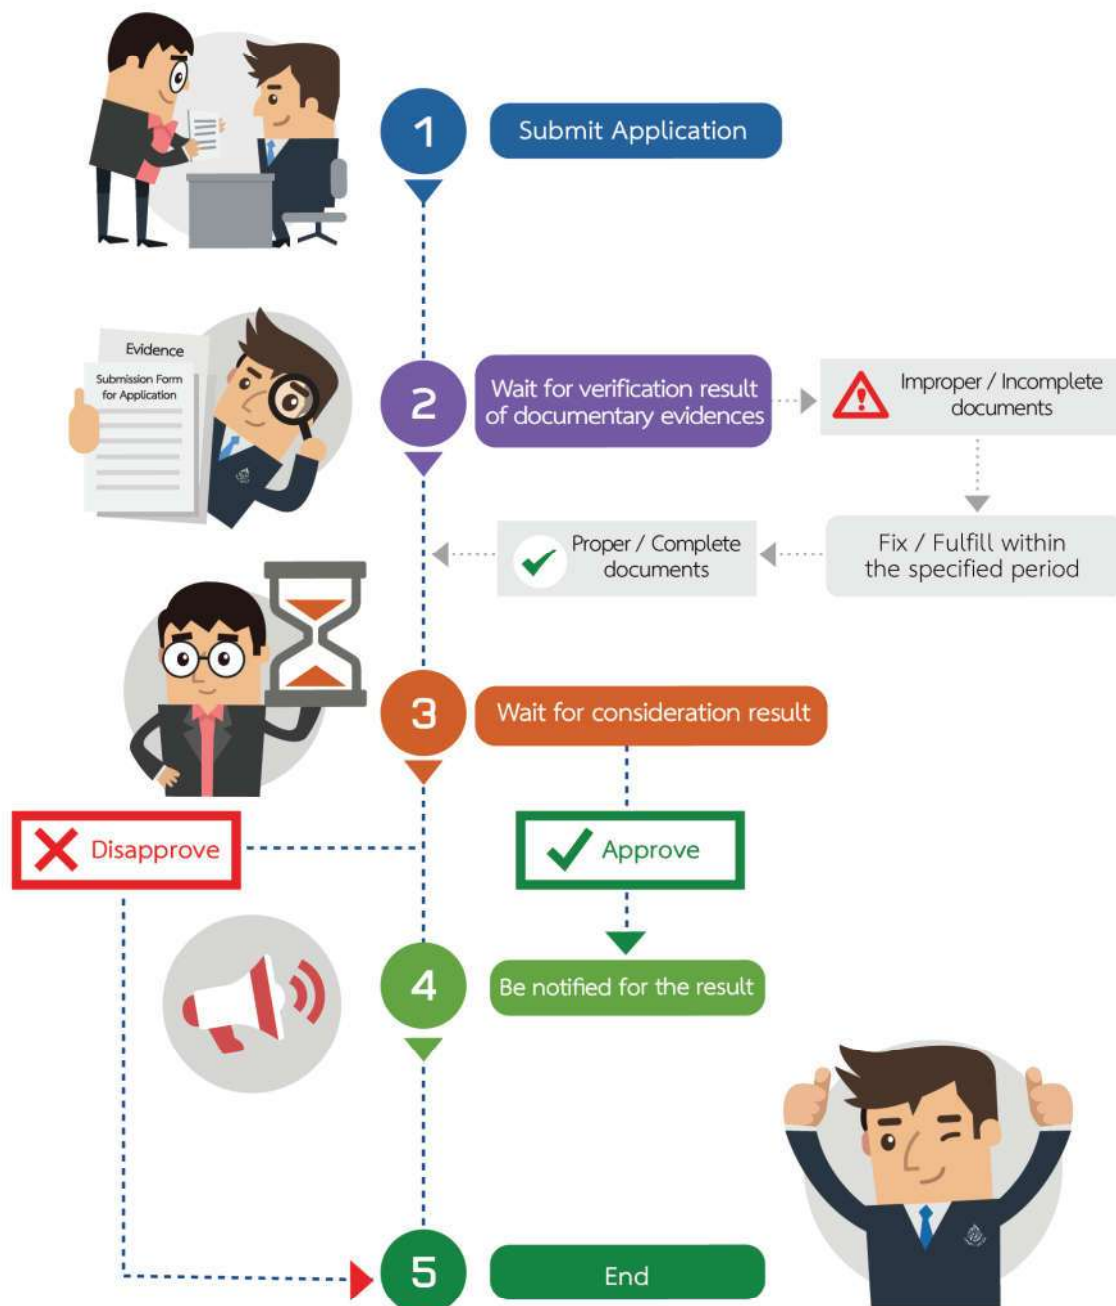 1
Submit Application
Evidence
Submission Form
for Application
2
Wait for verification result
of documentary evidences
Improper / Incomplete
documents
Fix / Fulfill within
the specified period
Proper / Complete
documents
3
Wait for consideration result
Disapprove
Approve
4
Be notified for the result
5
End